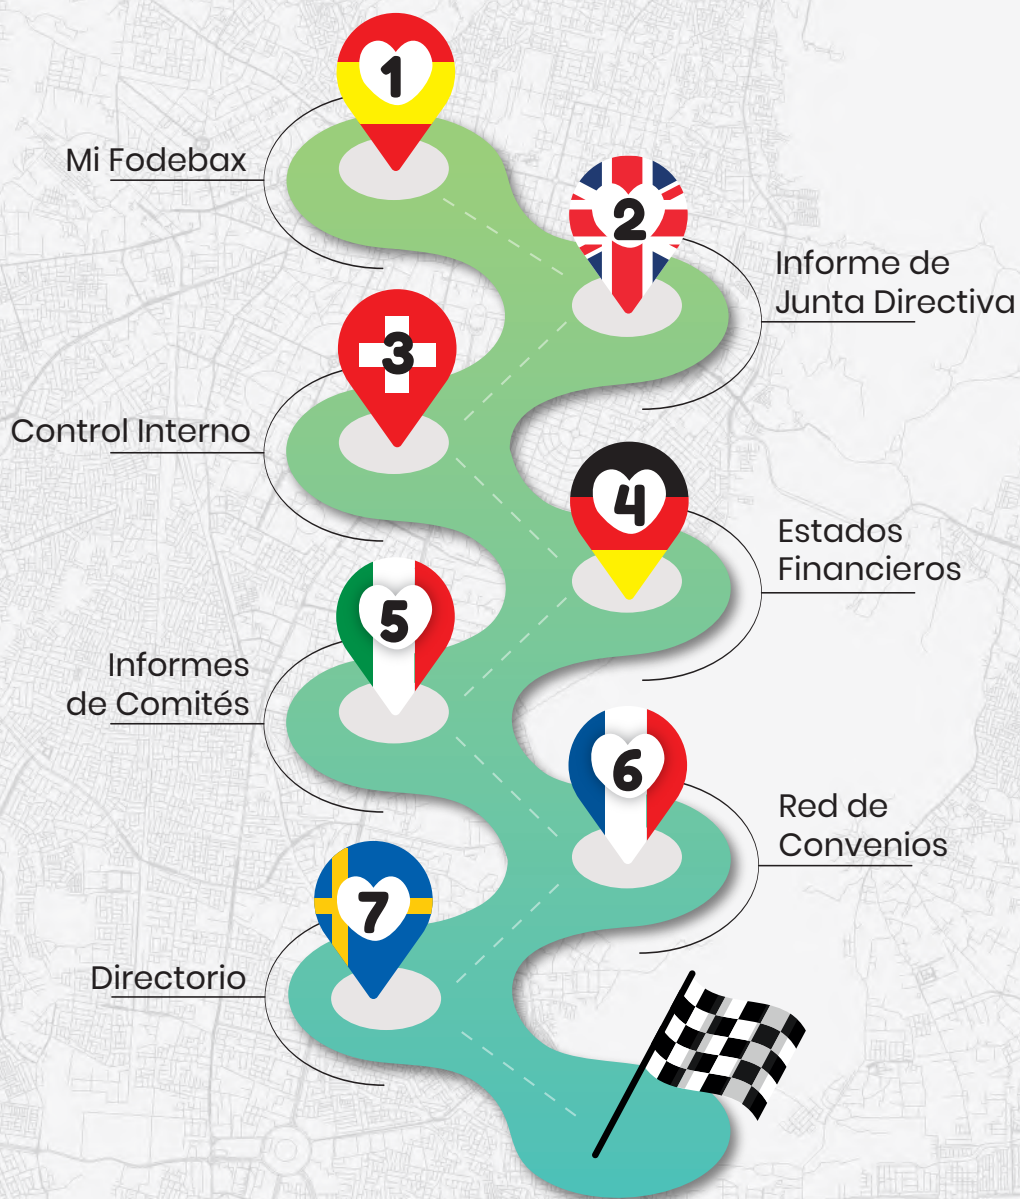 1
Mi Fodebax
2
Informe de
Junta Directiva
3
Control Interno
4
Estados
Financieros
5
Informes
de Comités
6
Red de
Convenios
7
Directorio